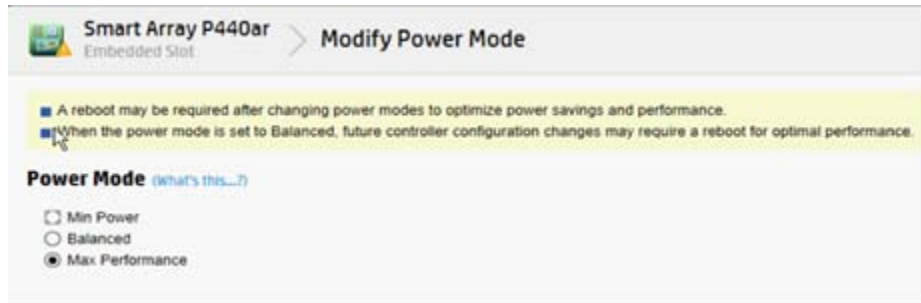 Smart Array P440ar
Embedded Slot
Modify Power Mode
A reboot may be required after changing power modes to optimize power savings and performance.
When the power mode is set to Balanced, future controller configuration changes may require a reboot for optimal performance.
Power Mode (What's this...?)
Min Power
Balanced
Max Performance